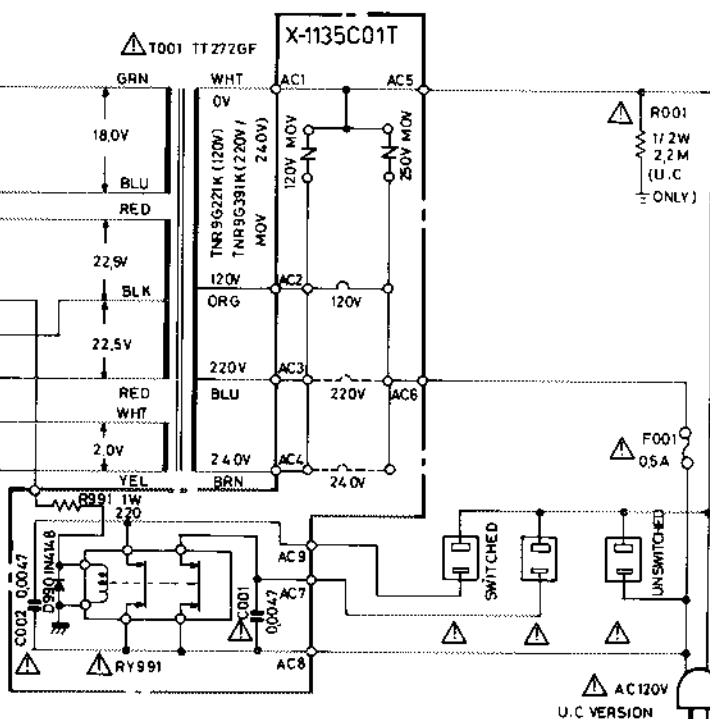 X-1135C01T
T001 TT272GF
GRN
WHT
AC1
AC5
0V
R001
1/2W
2,2M
(U.C
ONLY)
18,0V
TNR9G221K (120V)
TNR9G391K (220V/
240V)
MOV
120V MOV
250V MOV
BLU
RED
22,5V
120V
AC2
BLK
ORG
120V
22,5V
220V
AC3
BLU
220V
AC6
RED
WHT
F001
0,5A
2,0V
240V
AC4
YEL
BRN
240V
R991 1W
220
AC9
SWITCHED
UNSWITCHED
C002 0,0047
D990 1N4148
AC7
C001
0,0047
RY991
AC8
AC120V
U.C VERSION